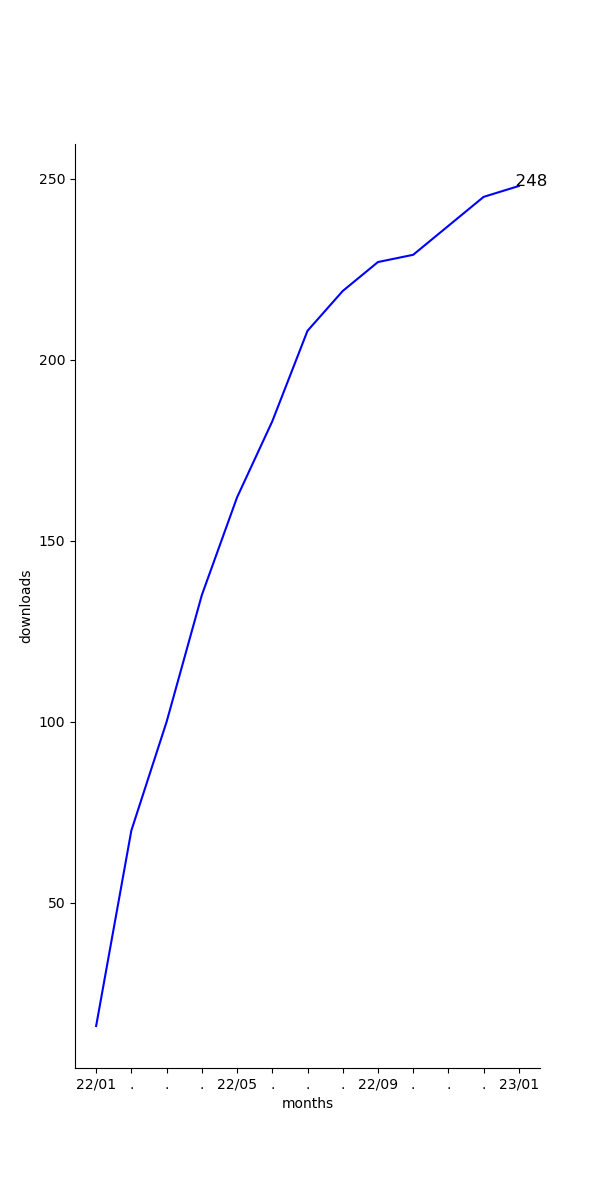 248
250
200
150
100
50
downloads
22/01 . . . 22/05 . . . 22/09 . . . 23/01
months